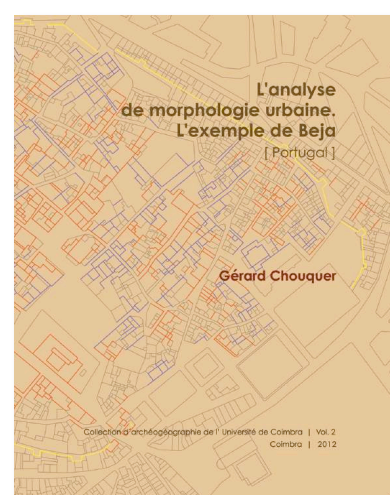 L'analyse
de morphologie urbaine.
L'exemple de Beja
[ Portugal ]
Gérard Chouquer
Collection d'archéogéographie de l' Université de Coimbra | Vol. 2
Coimbra | 2012